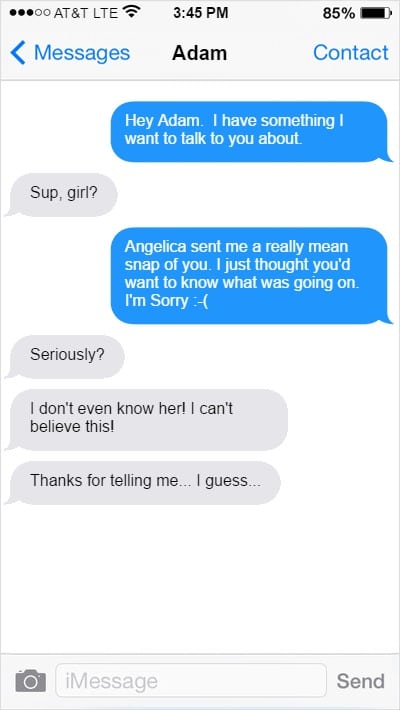 AT&T LTE 3:45 PM 85%
Messages Adam Contact
Hey Adam.  I have something I
want to talk to you about.
Sup, girl?
Angelica sent me a really mean
snap of you. I just thought you'd
want to know what was going on.
I'm Sorry :-(
Seriously?
I don't even know her! I can't
believe this!
Thanks for telling me... I guess...
iMessage Send